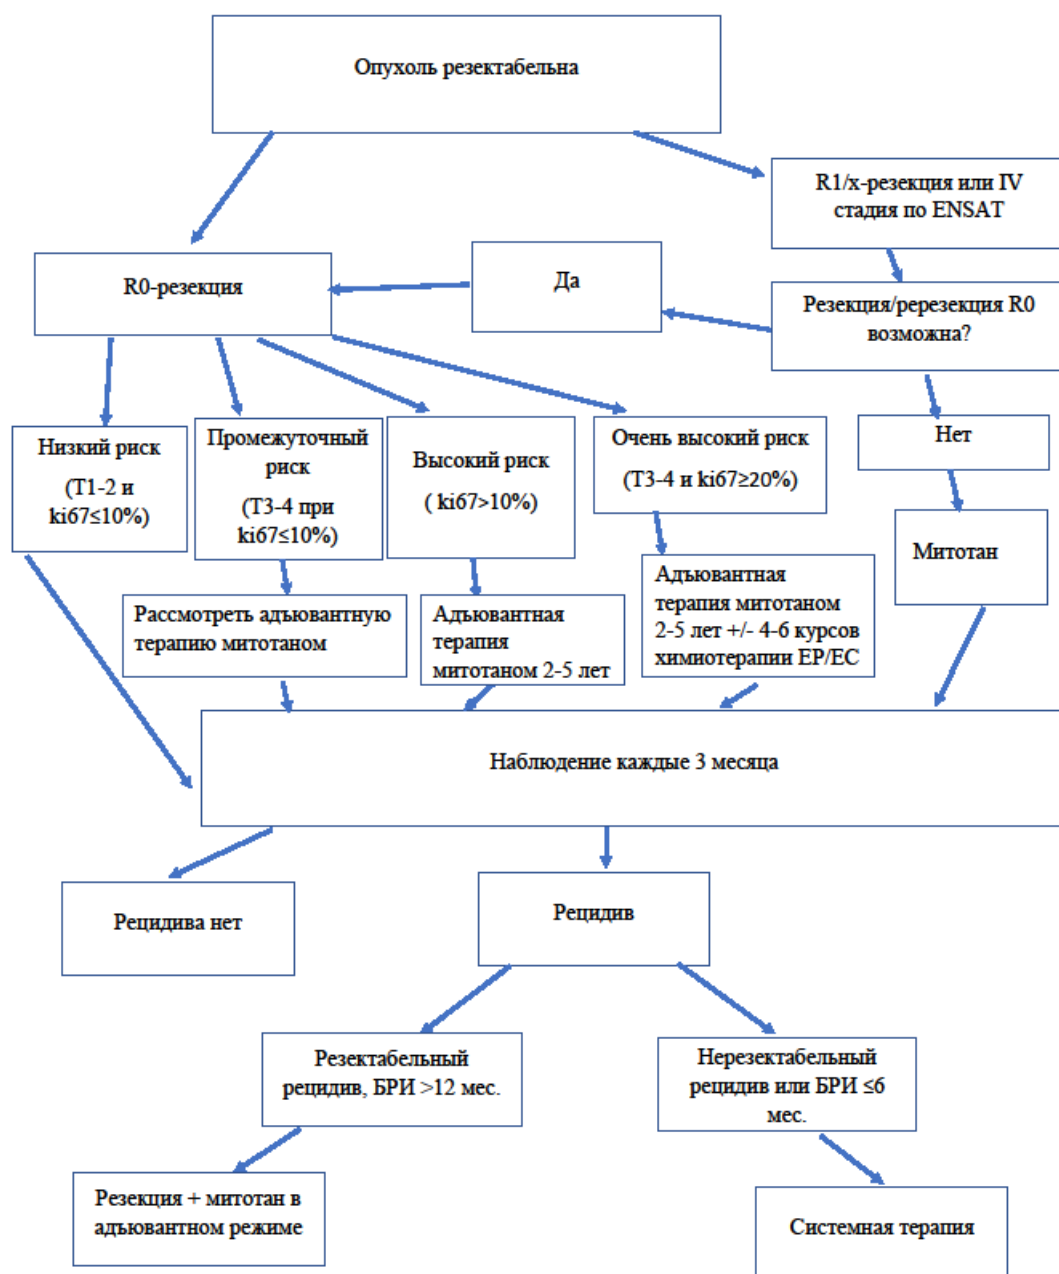 Опухоль резектабельна
R1/x-резекция или IV
стадия по ENSAT
R0-резекция
Да
Резекция/ререзекция R0
возможна?
Низкий риск
(T1-2 и
ki67≤10%)
Промежуточный
риск
(T3-4 при
ki67≤10%)
Высокий риск
( ki67>10%)
Очень высокий риск
(T3-4 и ki67≥20%)
Нет
Рассмотреть адъювантную
терапию митотаном
Адъювантная
терапия
митотаном 2-5 лет
Адъювантная
терапия митотаном
2-5 лет +/- 4-6 курсов
химиотерапии EP/EC
Митотан
Наблюдение каждые 3 месяца
Рецидива нет
Рецидив
Резектабельный
рецидив, БРИ >12 мес.
Нерезектабельный
рецидив или БРИ ≤6
мес.
Резекция + митотан в
адъювантном режиме
Системная терапия